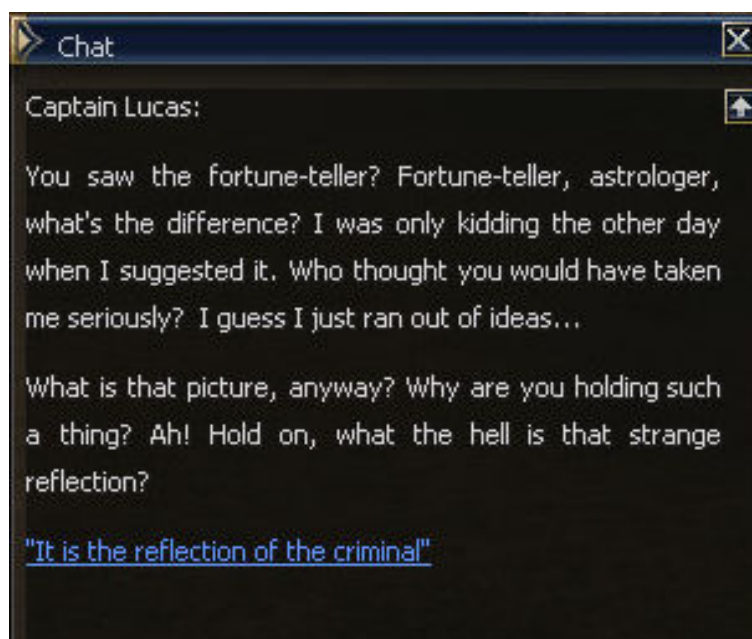 Chat
Captain Lucas:
You saw the fortune-teller? Fortune-teller, astrologer,
what's the difference? I was only kidding the other day
when I suggested it. Who thought you would have taken
me seriously? I guess I just ran out of ideas...
What is that picture, anyway? Why are you holding such
a thing? Ah! Hold on, what the hell is that strange
reflection?
"It is the reflection of the criminal"